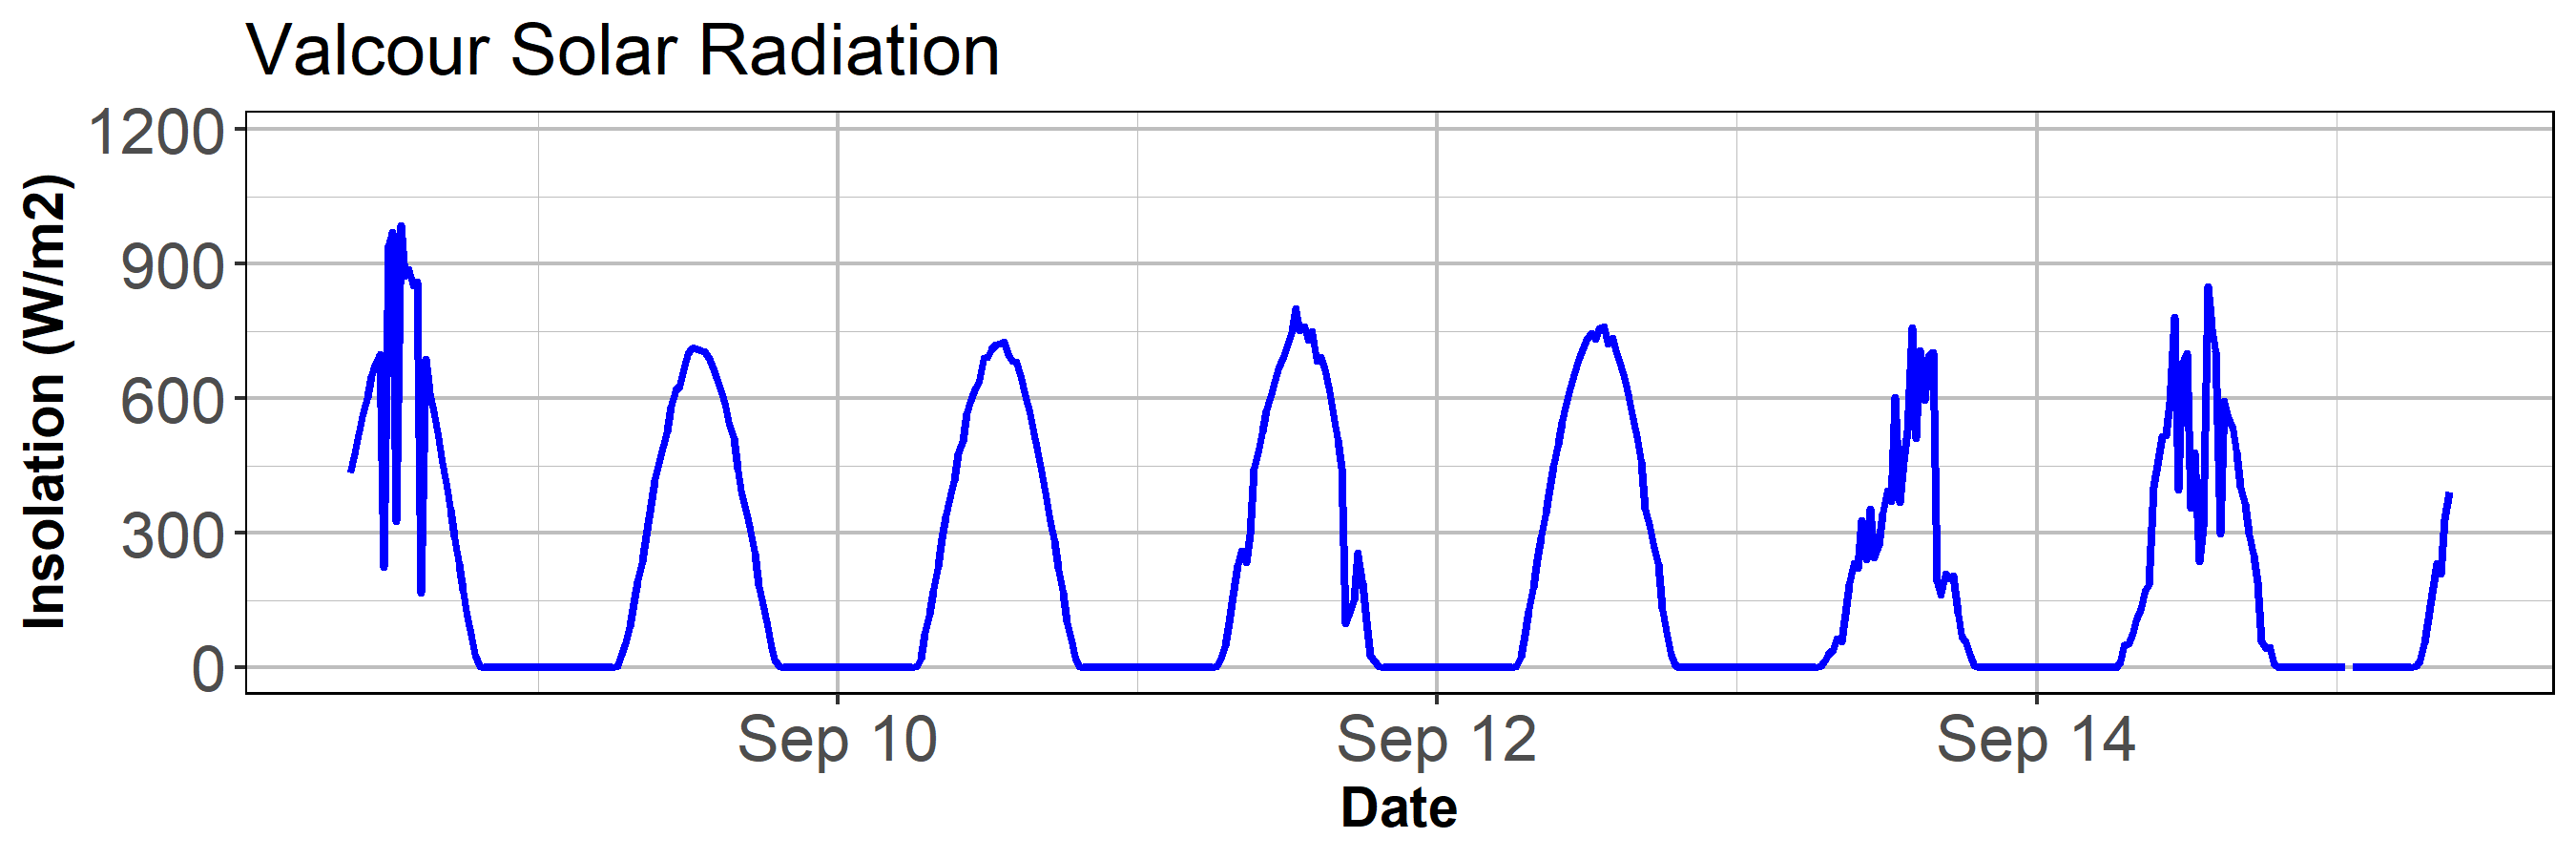 Valcour Solar Radiation
1200
900
600
300
0
Insolation (W/m2)
Sep 10
Sep 12
Sep 14
Date